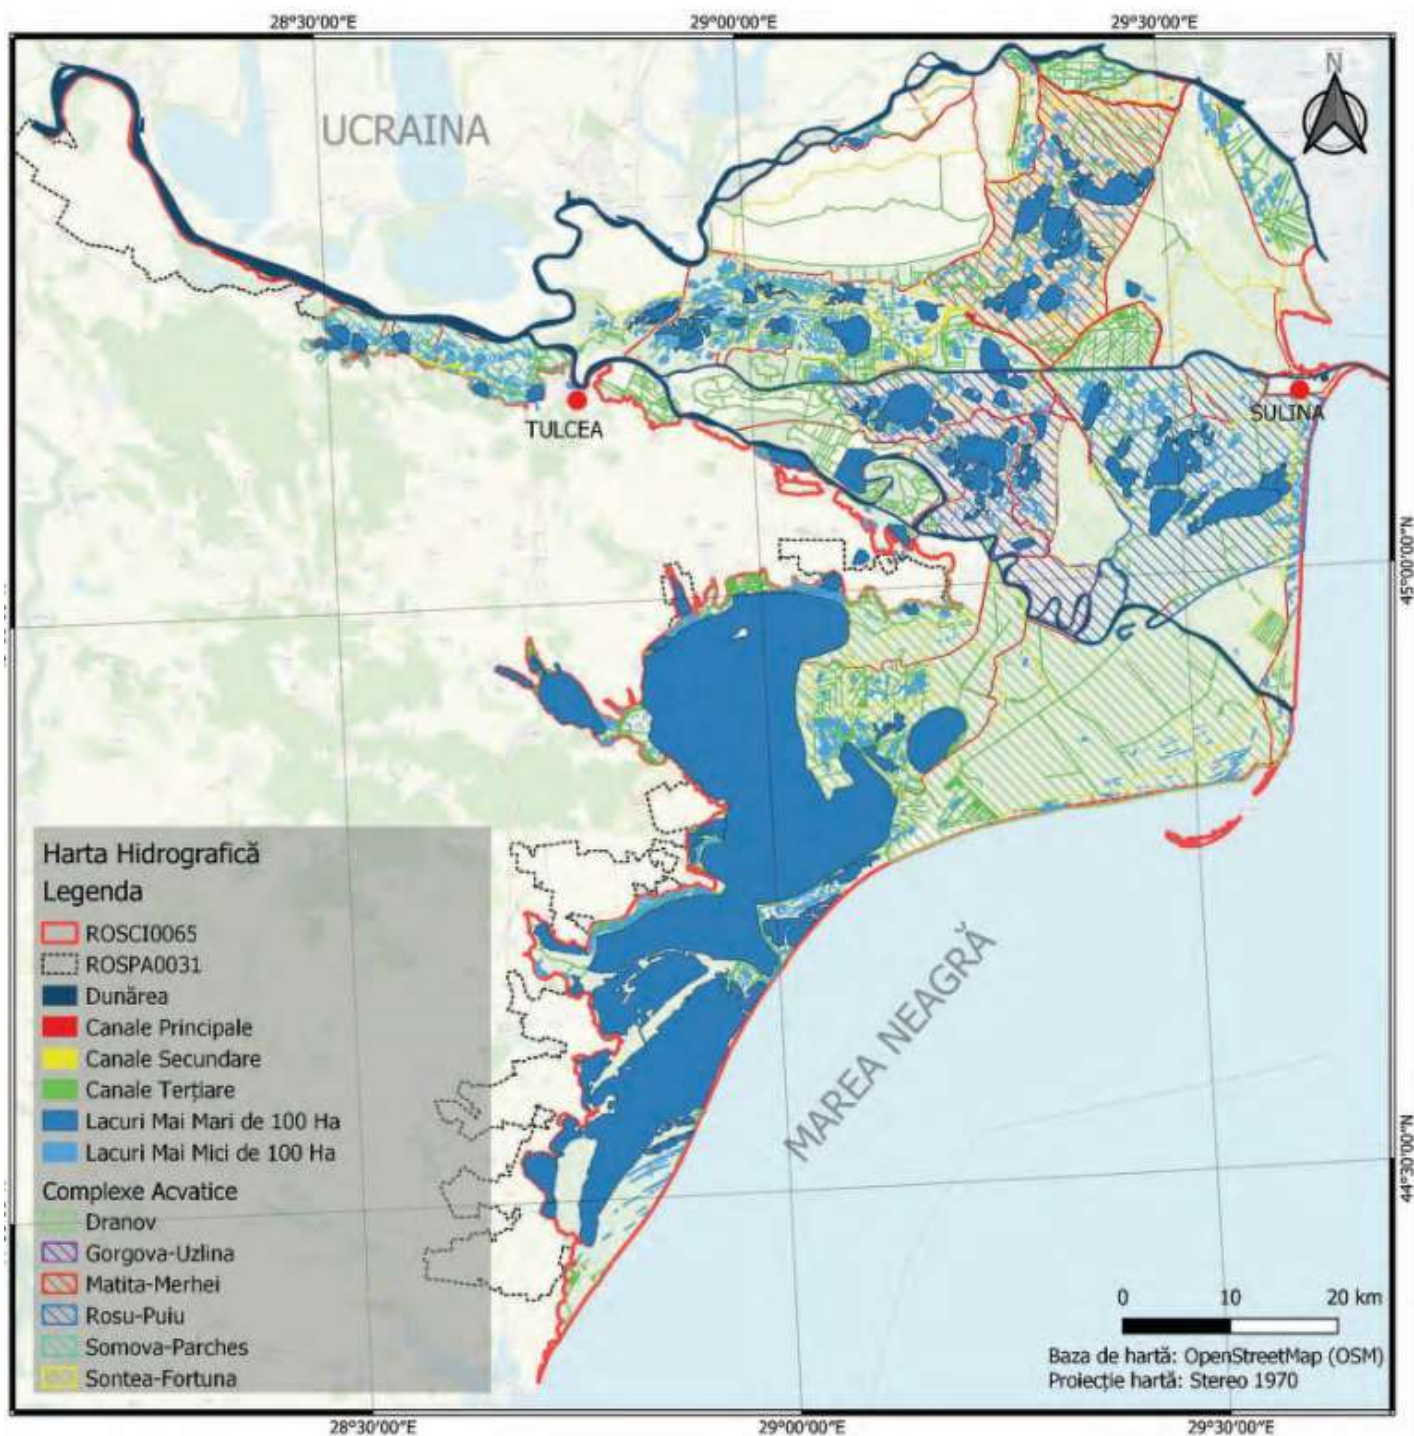 28°30'00"E
29°00'00"E
29°30'00"E
N
UCRAINA
TULCEA
SULINA
45°00'00"N
Harta Hidrografică
Legenda
ROSCI0065
ROSPA0031
Dunărea
Canale Principale
Canale Secundare
Canale Terțiare
Lacuri Mai Mari de 100 Ha
Lacuri Mai Mici de 100 Ha
Complexe Acvatice
Dranov
Gorgova-Uzlina
Matita-Merhei
Rosu-Puiu
Somova-Parches
Sontea-Fortuna
MAREA NEAGRĂ
44°30'00"N
0 10 20 km
Baza de hartă: OpenStreetMap (OSM)
Proiecție hartă: Stereo 1970
28°30'00"E
29°00'00"E
29°30'00"E